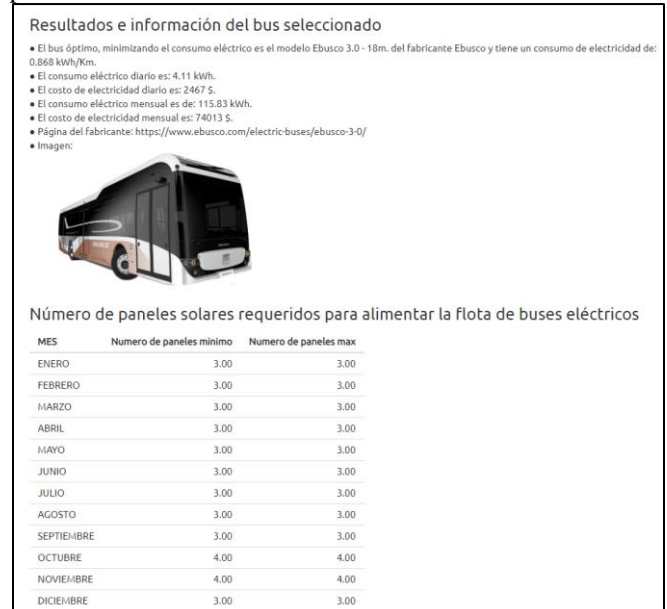 Resultados e información del bus seleccionado
● El bus óptimo, minimizando el consumo eléctrico es el modelo Ebusco 3.0 - 18m. del fabricante Ebusco y tiene un consumo de electricidad de:
0.868 kWh/Km.
● El consumo eléctrico diario es: 4.11 kWh.
● El costo de electricidad diario es: 2467 $.
● El consumo eléctrico mensual es de: 115.83 kWh.
● El costo de electricidad mensual es: 74013 $.
● Página del fabricante: https://www.ebusco.com/electric-buses/ebusco-3-0/
● Imagen:
Número de paneles solares requeridos para alimentar la flota de buses eléctricos
MES Numero de paneles minimo Numero de paneles max
ENERO 3.00 3.00
FEBRERO 3.00 3.00
MARZO 3.00 3.00
ABRIL 3.00 3.00
MAYO 3.00 3.00
JUNIO 3.00 3.00
JULIO 3.00 3.00
AGOSTO 3.00 3.00
SEPTIEMBRE 3.00 3.00
OCTUBRE 4.00 4.00
NOVIEMBRE 4.00 4.00
DICIEMBRE 3.00 3.00